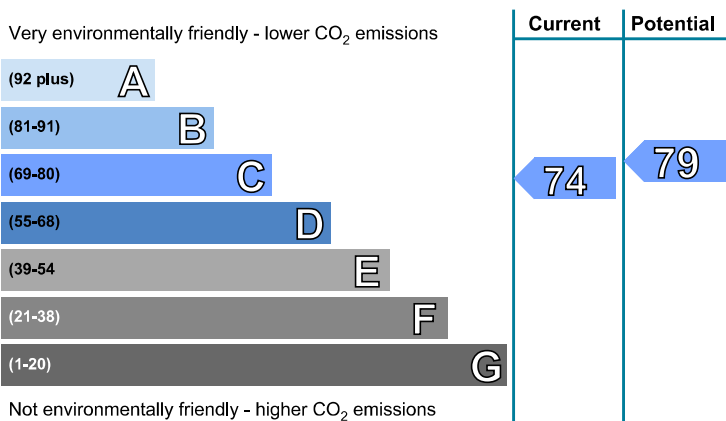 Very environmentally friendly - lower CO₂ emissions
Current
Potential
(92 plus) A
(81-91) B
(69-80) C
74
79
(55-68) D
(39-54 E
(21-38) F
(1-20) G
Not environmentally friendly - higher CO₂ emissions